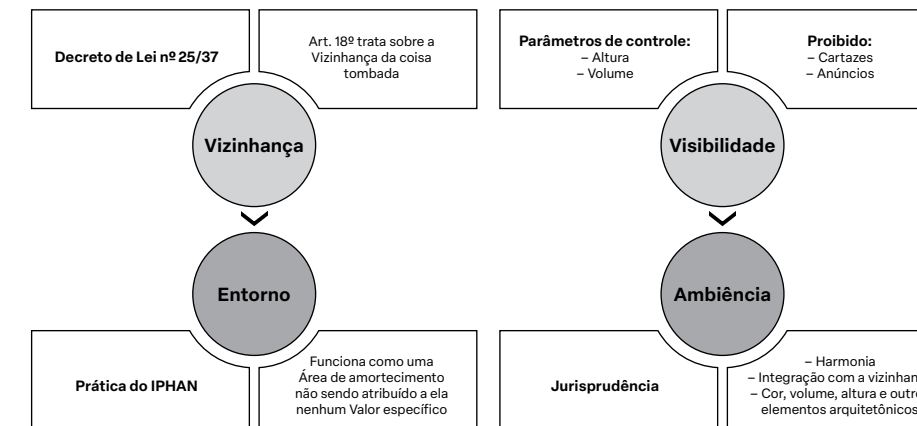 Decreto de Lei nº 25/37
Art. 18º trata sobre a
Vizinhança da coisa
tombada
Vizinhança
Entorno
Prática do IPHAN
Funciona como uma
Área de amortecimento
não sendo atribuído a ela
nenhum Valor específico
Parâmetros de controle:
– Altura
– Volume
Proibido:
– Cartazes
– Anúncios
Visibilidade
Ambiência
Jurisprudência
– Harmonia
– Integração com a
– Cor, volume, altura e
elementos arquitetônicos